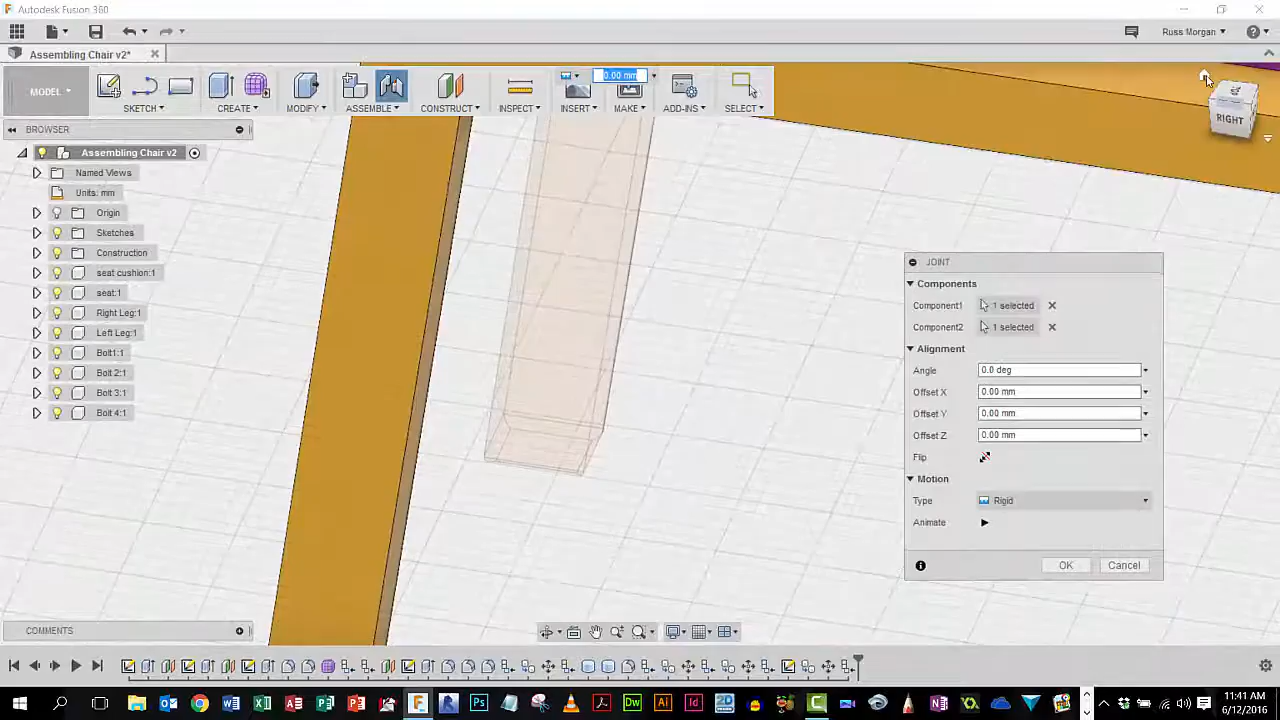 Autodesk Fusion 360
Russ Morgan
Assembling Chair v2*
MODEL
SKETCH
CREATE
MODIFY
ASSEMBLE
CONSTRUCT
INSPECT
INSERT
0.00 mm
MAKE
ADD-INS
SELECT
RIGHT
BROWSER
Assembling Chair v2
Named Views
Units: mm
Origin
Sketches
Construction
seat cushion:1
seat:1
Right Leg:1
Left Leg:1
Bolt1:1
Bolt 2:1
Bolt 3:1
Bolt 4:1
JOINT
Components
Component1 1 selected
Component2 1 selected
Alignment
Angle 0.0 deg
Offset X 0.00 mm
Offset Y 0.00 mm
Offset Z 0.00 mm
Flip
Motion
Type Rigid
Animate
OK Cancel
COMMENTS
11:41 AM
6/12/2016